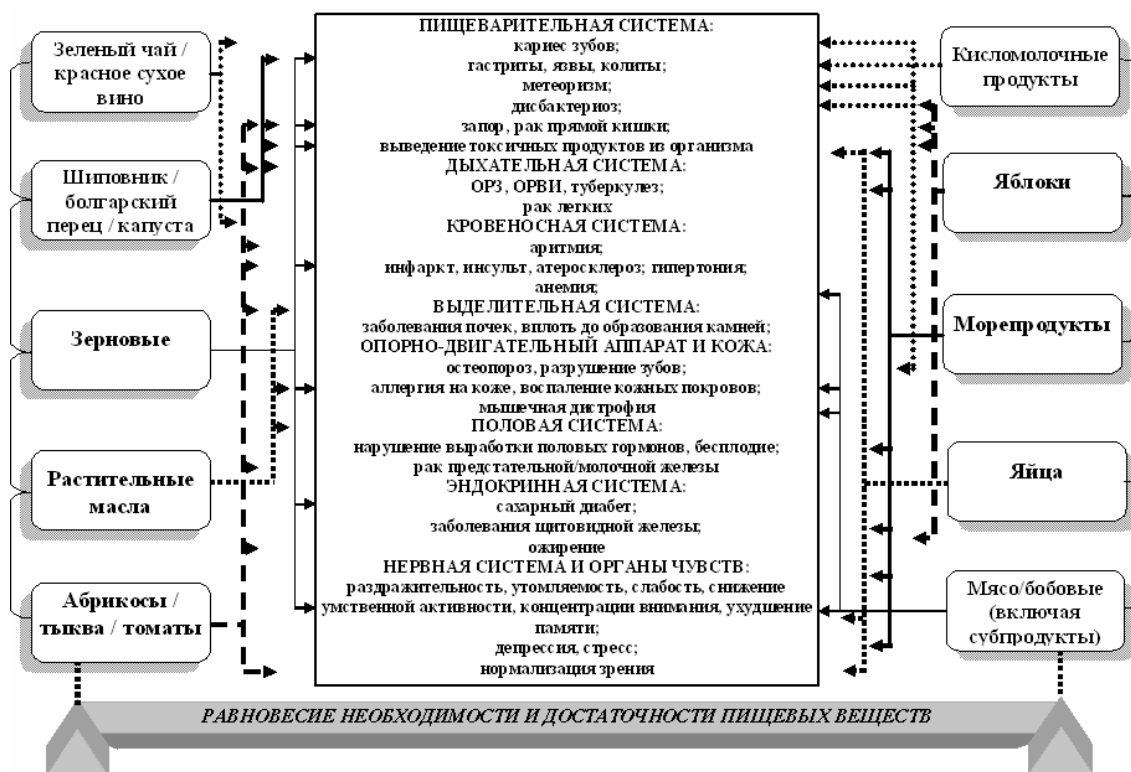 Зеленый чай /
красное сухое
вино
Шиповник /
болгарский
перец / капуста
Зерновые
Растительные
масла
Абрикосы /
тыква / томаты
ПИЩЕВАРИТЕЛЬНАЯ СИСТЕМА:
кариес зубов;
гастриты, язвы, колиты;
метеоризм;
дисбактериоз;
запор, рак прямой кишки;
выведение токсичных продуктов из организма
ДЫХАТЕЛЬНАЯ СИСТЕМА:
ОРЗ, ОРВИ, туберкулез;
рак легких
КРОВЕНОСНАЯ СИСТЕМА:
аритмия;
инфаркт, инсульт, атеросклероз; гипертония;
анемия;
ВЫДЕЛИТЕЛЬНАЯ СИСТЕМА:
заболевания почек, вплоть до образования камней;
ОПОРНО-ДВИГАТЕЛЬНЫЙ АППАРАТ И КОЖА:
остеопороз, разрушение зубов;
аллергия на коже, воспаление кожных покровов;
мышечная дистрофия
ПОЛОВАЯ СИСТЕМА:
нарушение выработки половых гормонов, бесплодие;
рак предстательной/молочной железы
ЭНДОКРИННАЯ СИСТЕМА:
сахарный диабет;
заболевания щитовидной железы;
ожирение
НЕРВНАЯ СИСТЕМА И ОРГАНЫ ЧУВСТВ:
раздражительность, утомляемость, слабость, снижение
умственной активности, концентрации внимания, ухудшение
памяти;
депрессия, стресс;
нормализация зрения
Кисломолочные
продукты
Яблоки
Морепродукты
Яйца
Мясо/бобовые
(включая
субпродукты)
РАВНОВЕСИЕ НЕОБХОДИМОСТИ И ДОСТАТОЧНОСТИ ПИЩЕВЫХ ВЕЩЕСТВ